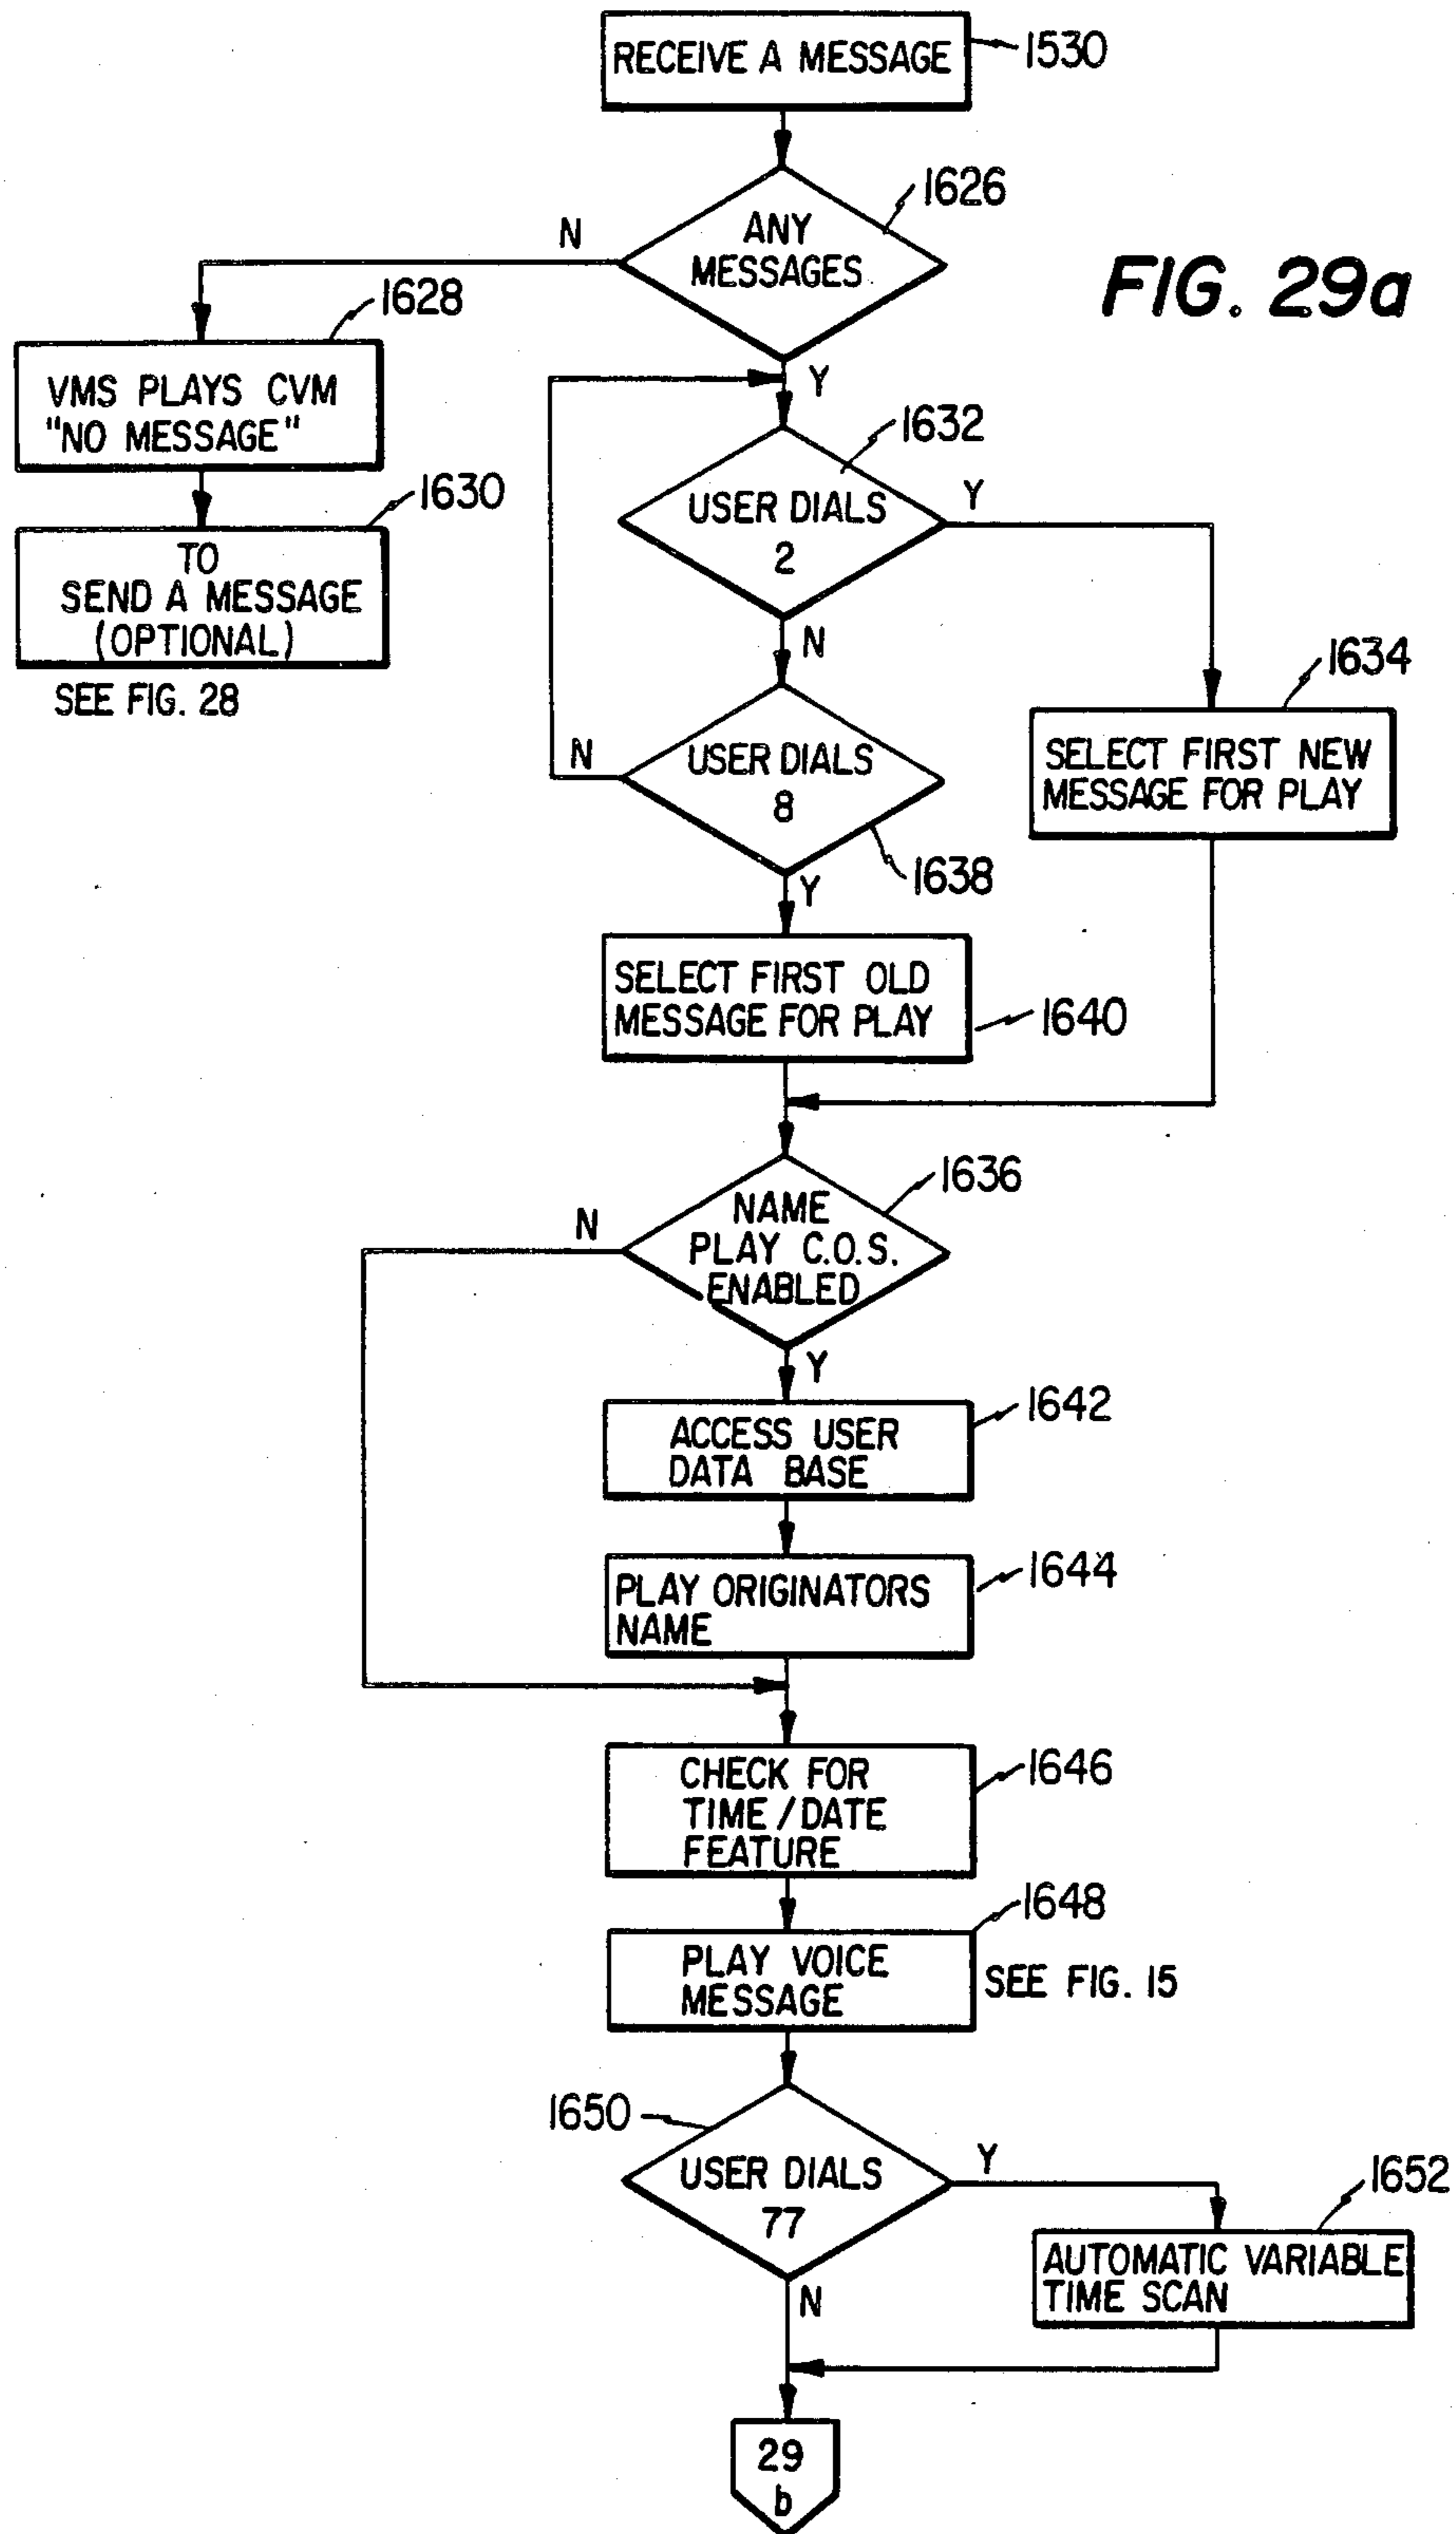 RECEIVE A MESSAGE
1530
ANY
MESSAGES
1626
FIG. 29a
N
Y
1628
VMS PLAYS CVM
"NO MESSAGE"
1630
TO
SEND A MESSAGE
(OPTIONAL)
SEE FIG. 28
1632
USER DIALS
2
Y
N
1634
SELECT FIRST NEW
MESSAGE FOR PLAY
USER DIALS
8
N
1638
Y
SELECT FIRST OLD
MESSAGE FOR PLAY
1640
1636
NAME
PLAY C.O.S.
ENABLED
N
Y
1642
ACCESS USER
DATA BASE
1644
PLAY ORIGINATORS
NAME
1646
CHECK FOR
TIME/DATE
FEATURE
1648
PLAY VOICE
MESSAGE
SEE FIG. 15
1650
USER DIALS
77
Y
N
1652
AUTOMATIC VARIABLE
TIME SCAN
29
b